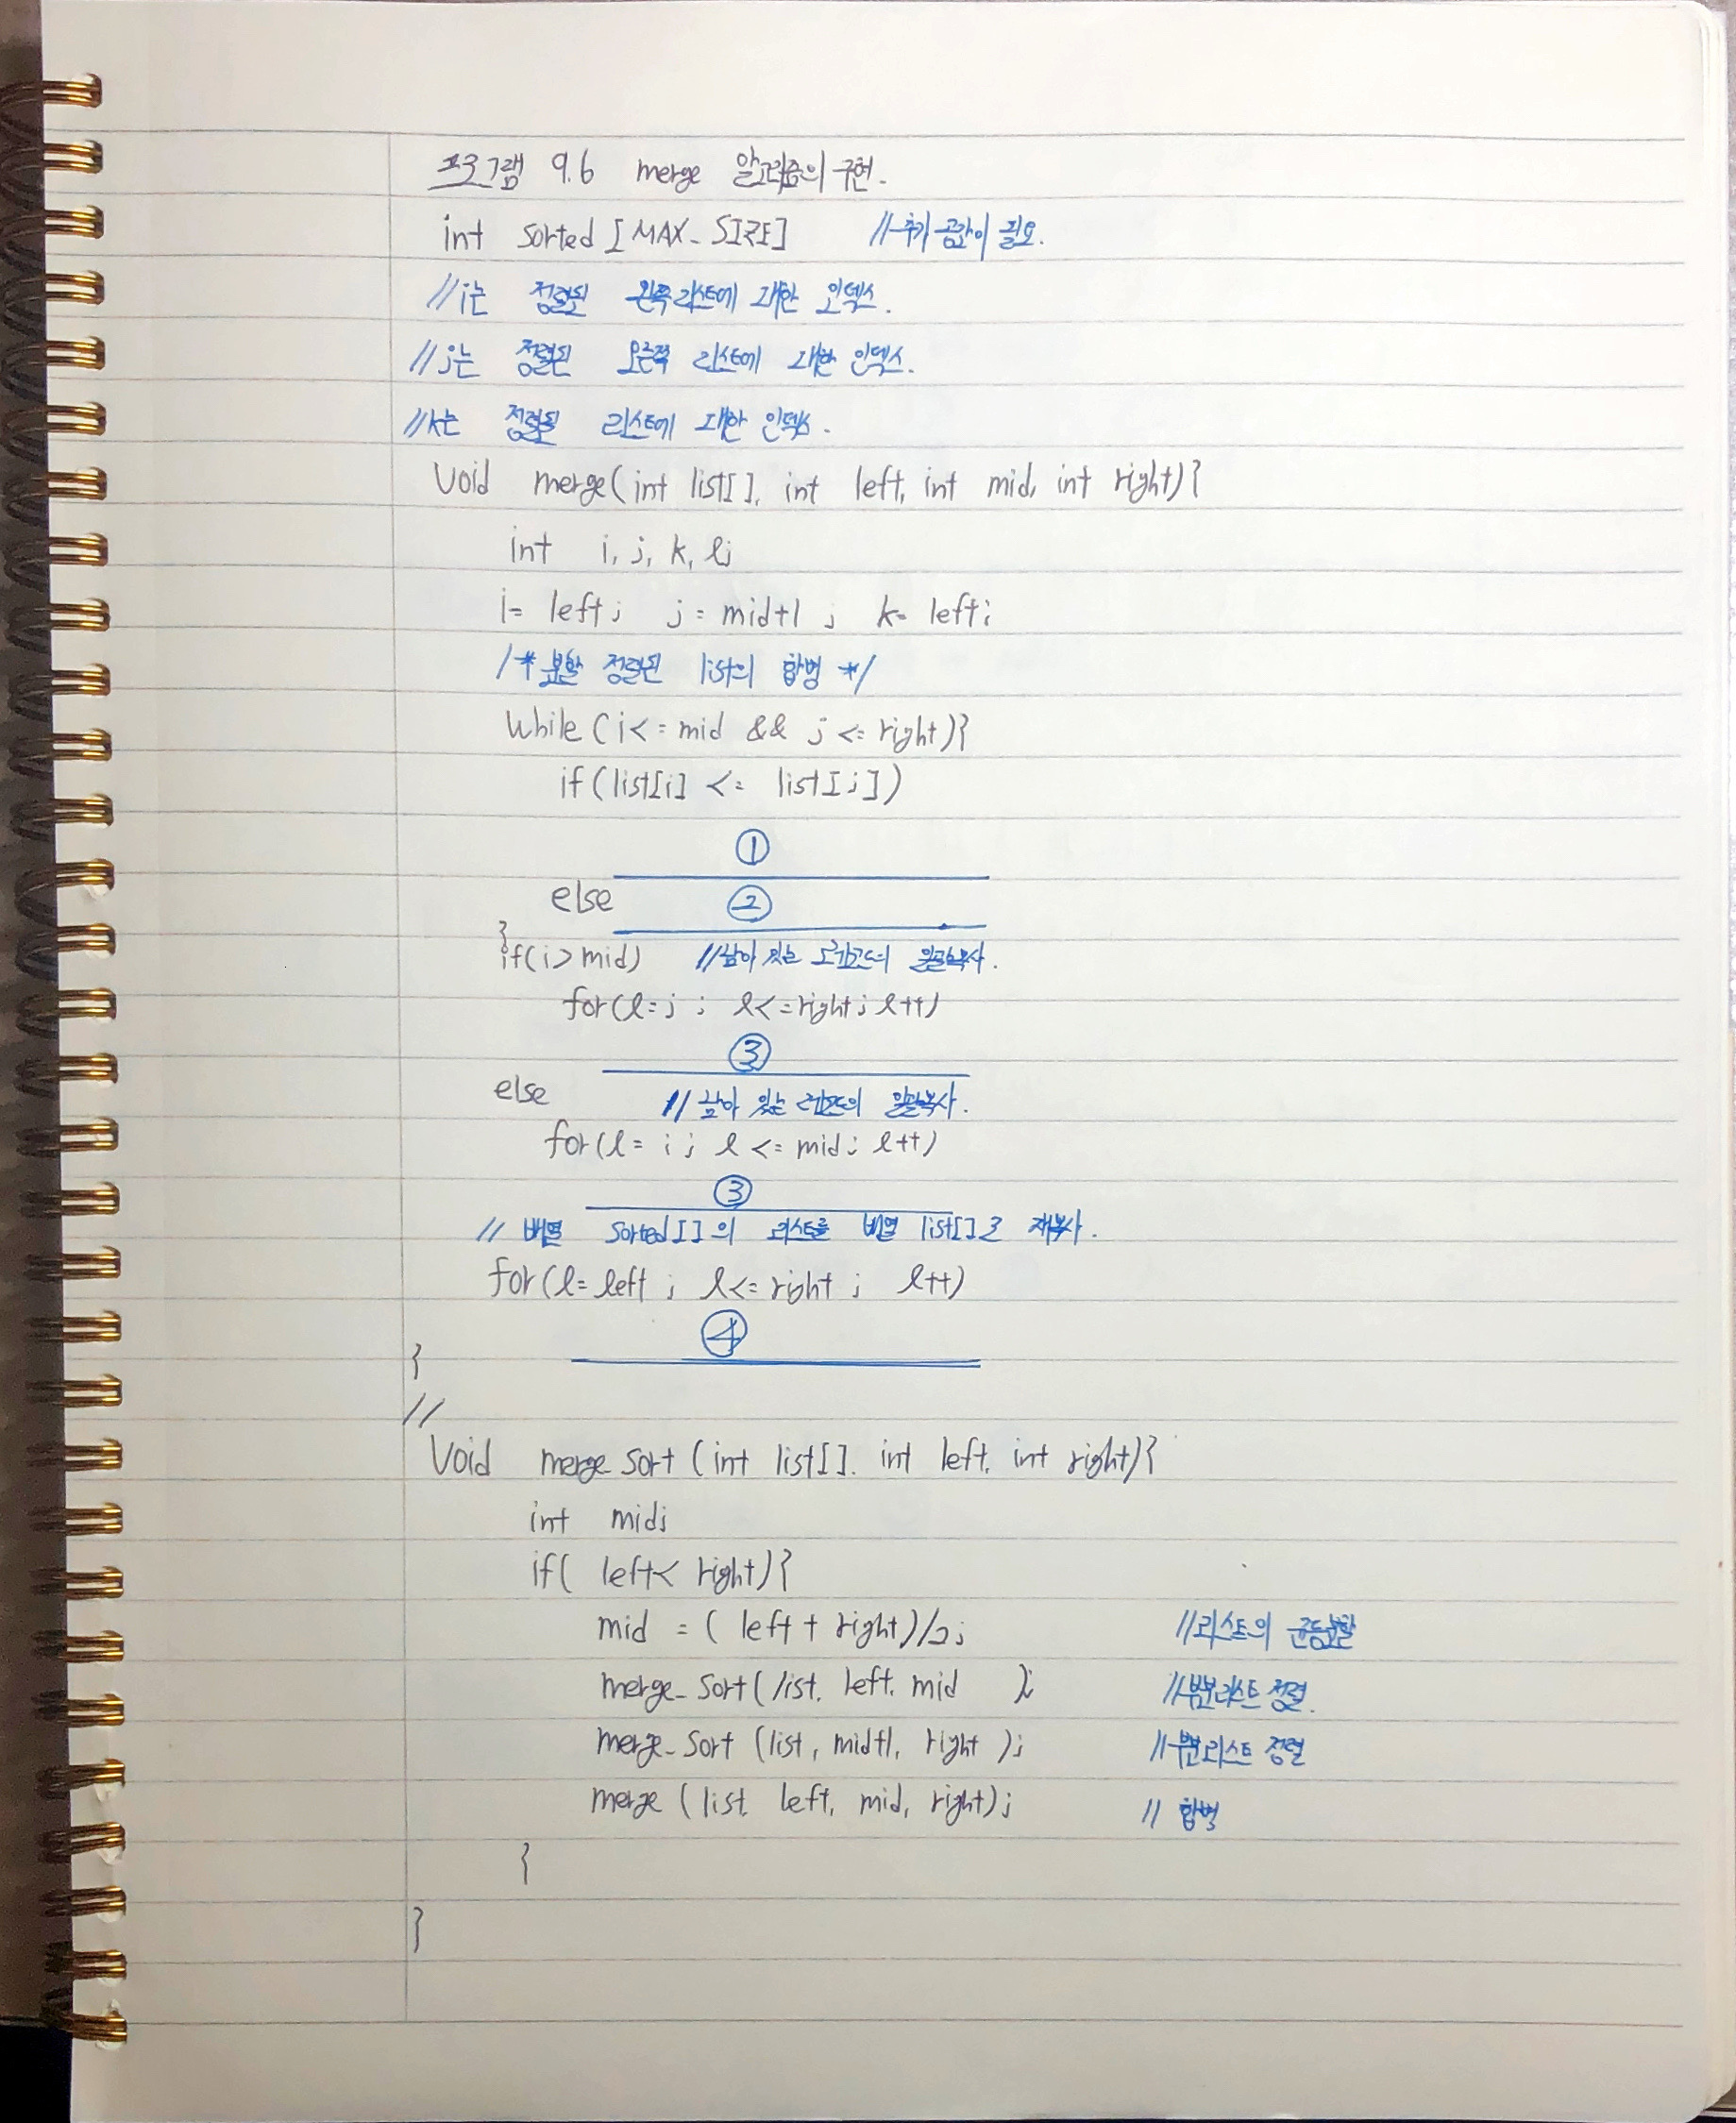 프로그램 9.6 merge 알고리즘의 구현.
int sorted [MAX_SIZE] //추가 공간이 필요.
//i는 정렬된 왼쪽리스트에 대한 인덱스.
//j는 정렬된 오른쪽 리스트에 대한 인덱스.
//k는 정렬된 리스트에 대한 인덱스.
void merge(int list[], int left, int mid, int right){
int i, j, k, l;
i= left; j=mid+1; k= left;
/*분할 정렬된 list의 합병 */
while (i<=mid && j<=right){
if(list[i] <= list[j])
①
else ②
}
if(i>mid) //남아 있는 레코드의 일괄복사.
for(l=j; l<=right; l++)
③
else //남아 있는 레코드의 일괄복사.
for(l=i; l<=mid; l++)
③
// 배열 sorted[]의 리스트를 배열 list[]로 재복사.
for(l=left; l<=right; l++)
④
}
//
void merge_sort (int list[], int left, int right){
int mid;
if( left< right){
mid = ( left + right)/2; //리스트의 균등분할
merge_sort(list, left, mid ); //부분리스트 정렬.
merge_sort (list, mid+1, right ); //부분리스트 정렬
merge (list, left, mid, right); // 합병
}
}